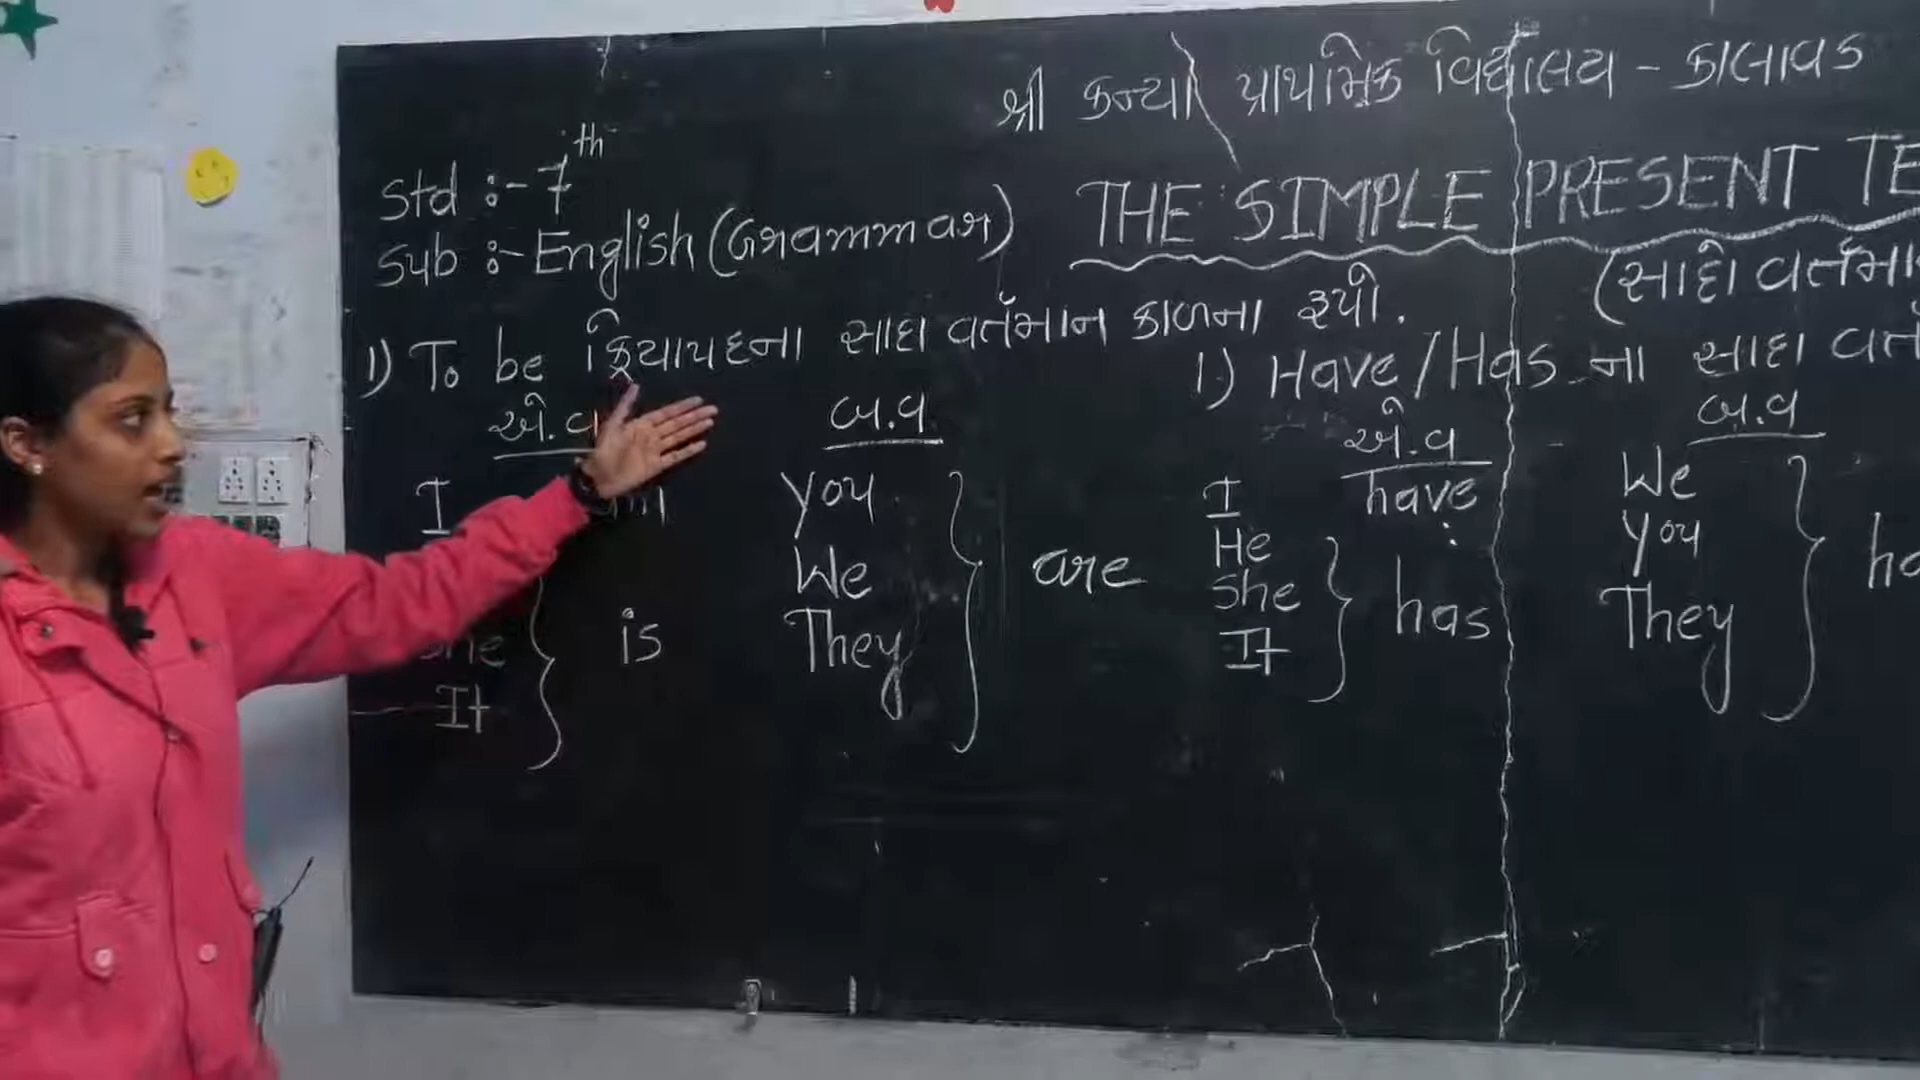 શ્રી કન્યા પ્રાથમિક વિદ્યાલય - કાલાવડ
Std :- 7th
Sub :- English (Grammar)
THE SIMPLE PRESENT TE
(સાદો વર્તમા
1) To be ક્રિયાપદના સાદા વર્તમાન કાળના રૂપો.
એ.વ બ.વ
I
She
It
is
You
We
They
are
1) Have/Has ના સાદા વર્ત
એ.વ બ.વ
I have
He
She
It
has
We
You
They
ha